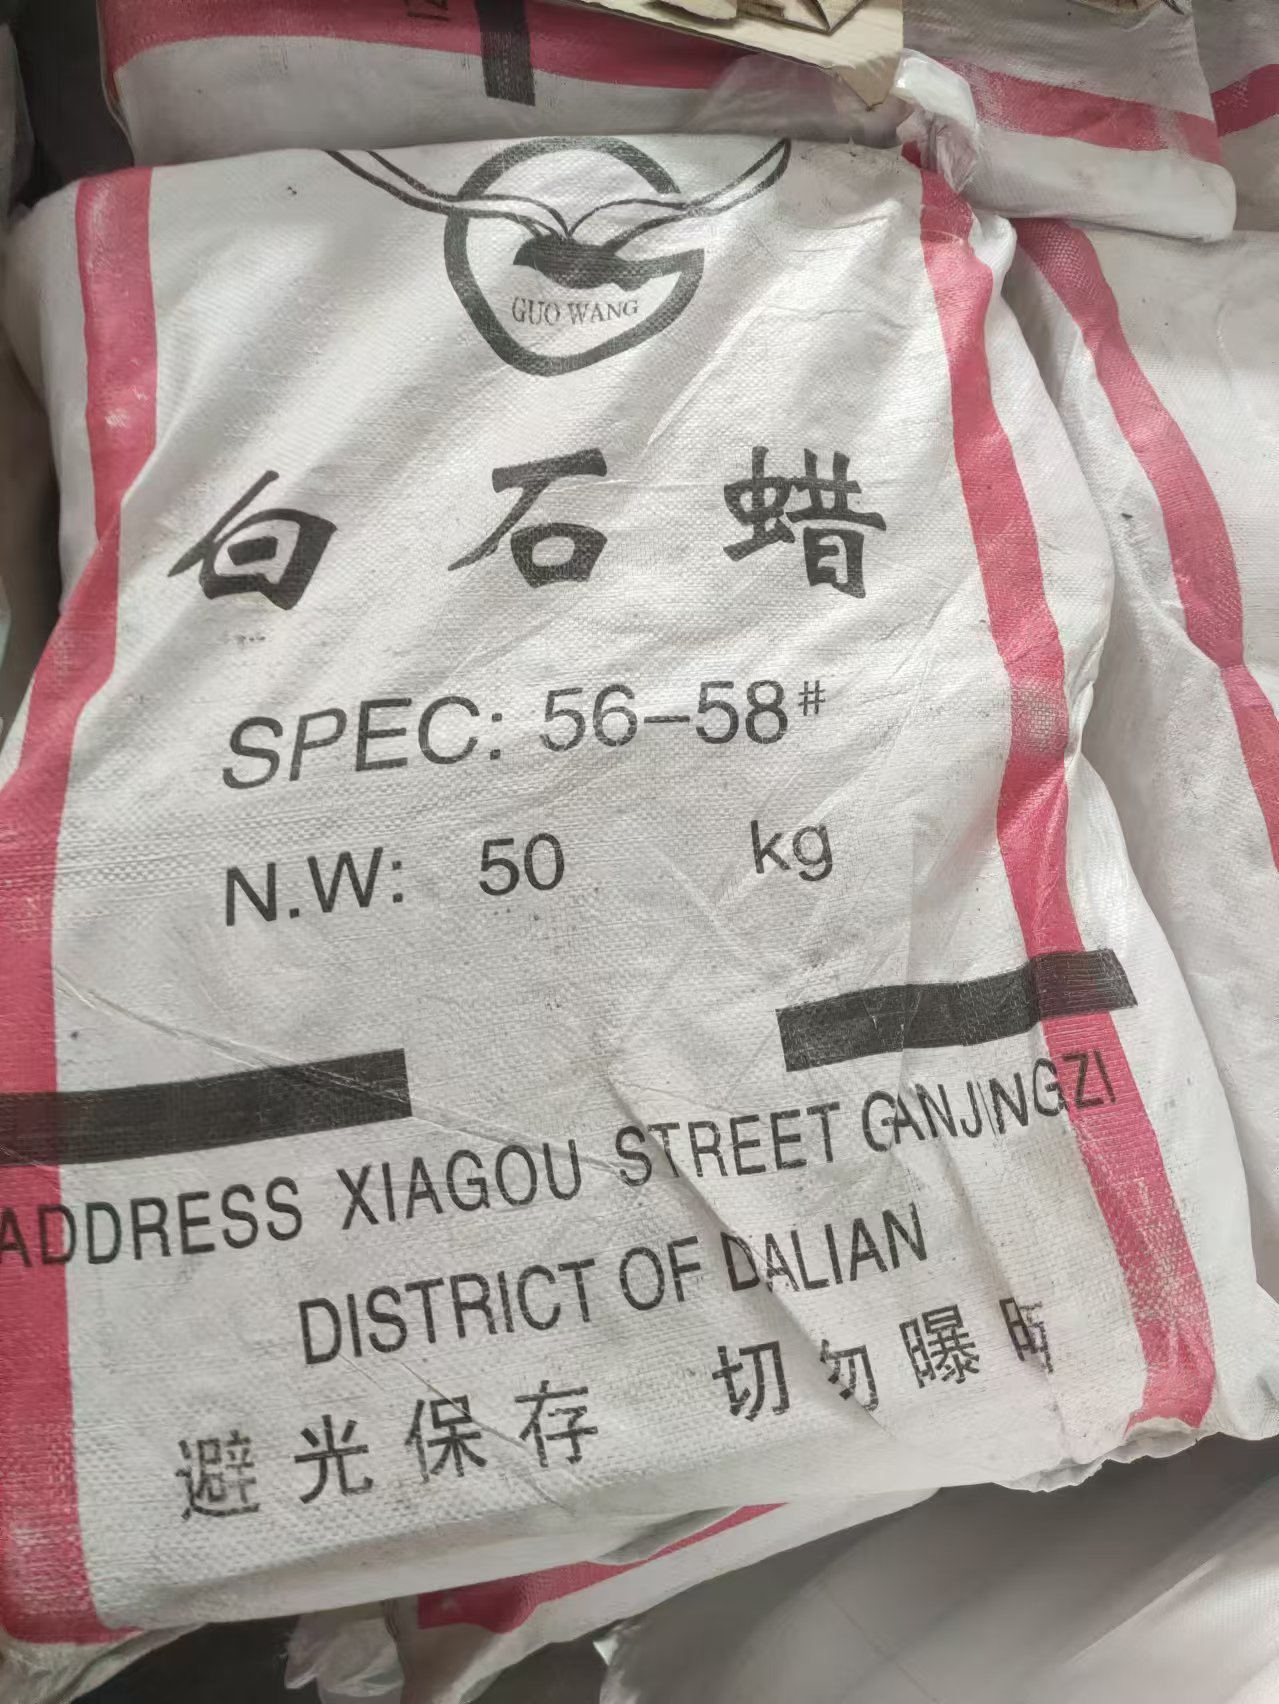 GUO WANG
白石蜡
SPEC: 56-58#
N.W: 50 kg
ADDRESS XIAGOU STREET GANJINGZI
DISTRICT OF DALIAN
避光保存 切勿曝晒